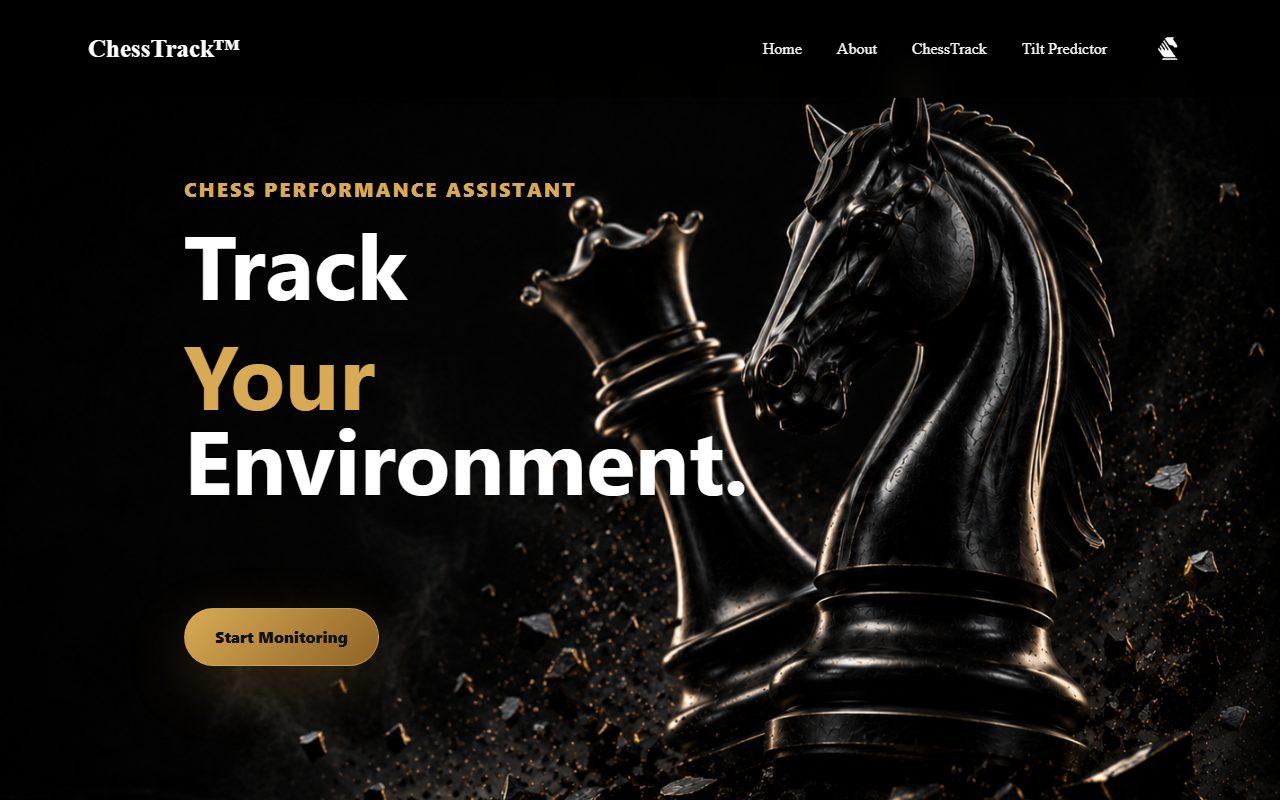 ChessTrack™
Home About ChessTrack Tilt Predictor
CHESS PERFORMANCE ASSISTANT
Track
Your
Environment.
Start Monitoring